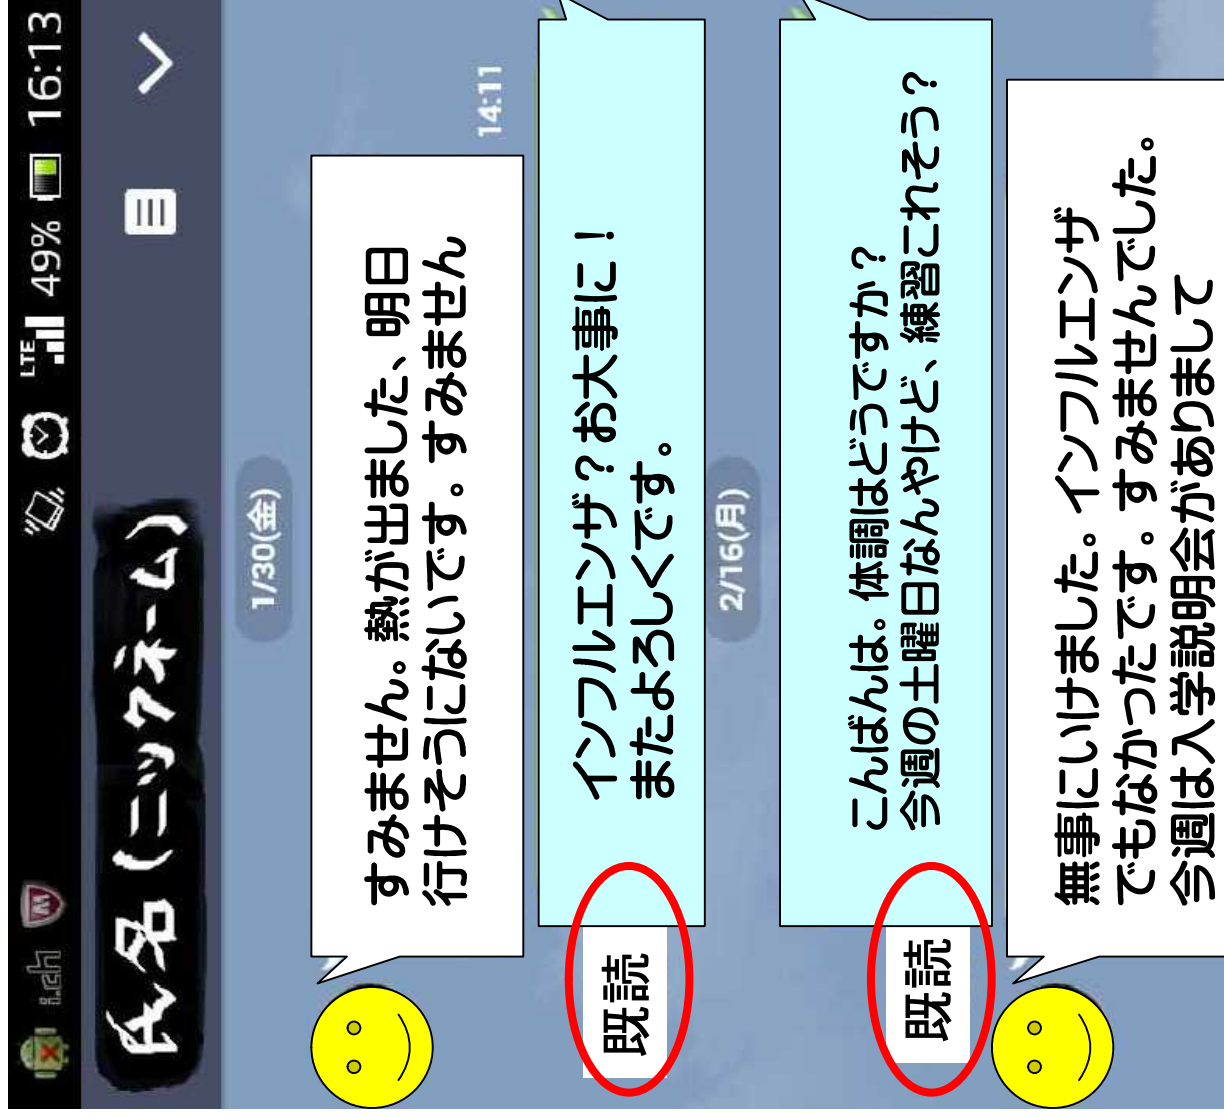 i.ch
LTE
49%
16:13
氏名(ニックネーム)
1/30(金)
すみません。熱が出ました、明日
行けそうにないです。すみません
14:11
インフルエンザ?お大事に!
またよろしくです。
既読
2/16(月)
こんばんは。体調はどうですか?
今週の土曜日なんやけど、練習これそう?
既読
無事にいけました。インフルエンザ
でもなかったです。すみませんでした。
今週は入学説明会がありまして